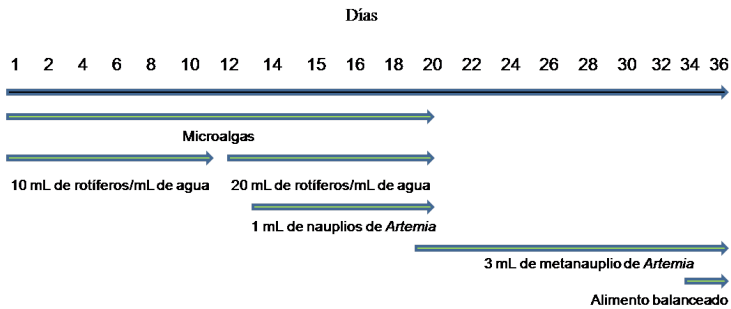 Días
1 2 4 6 8 10 12 14 15 16 18 20 22 24 26 28 30 32 34 36
Microalgas
10 mL de rotíferos/mL de agua 20 mL de rotíferos/mL de agua
1 mL de nauplios de Artemia
3 mL de metanauplio de Artemia
Alimento balanceado